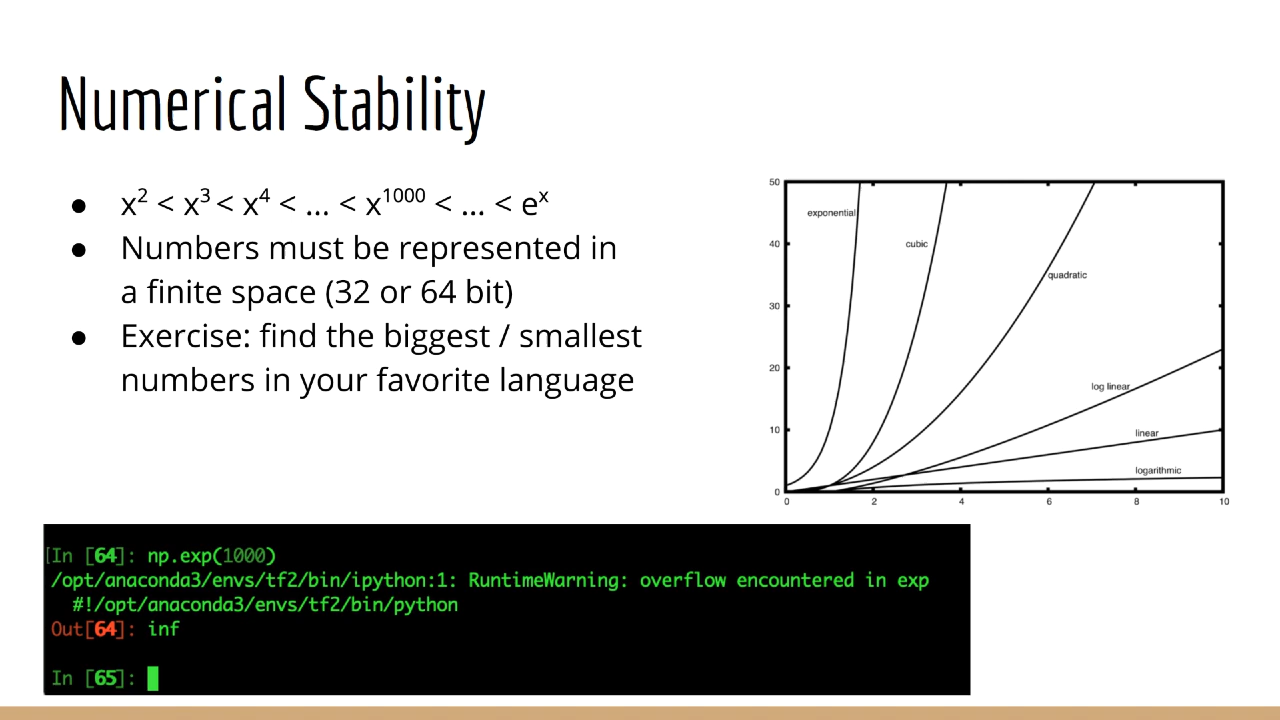 Numerical Stability
● x² < x³ < x⁴ < ... < x¹⁰⁰⁰ < ... < eˣ
● Numbers must be represented in
a finite space (32 or 64 bit)
● Exercise: find the biggest / smallest
numbers in your favorite language
50
40
30
20
10
0
0 2 4 6 8 10
exponential
cubic
quadratic
log linear
linear
logarithmic
[In [64]: np.exp(1000)
/opt/anaconda3/envs/tf2/bin/ipython:1: RuntimeWarning: overflow encountered in exp
#!/opt/anaconda3/envs/tf2/bin/python
Out[64]: inf
In [65]: